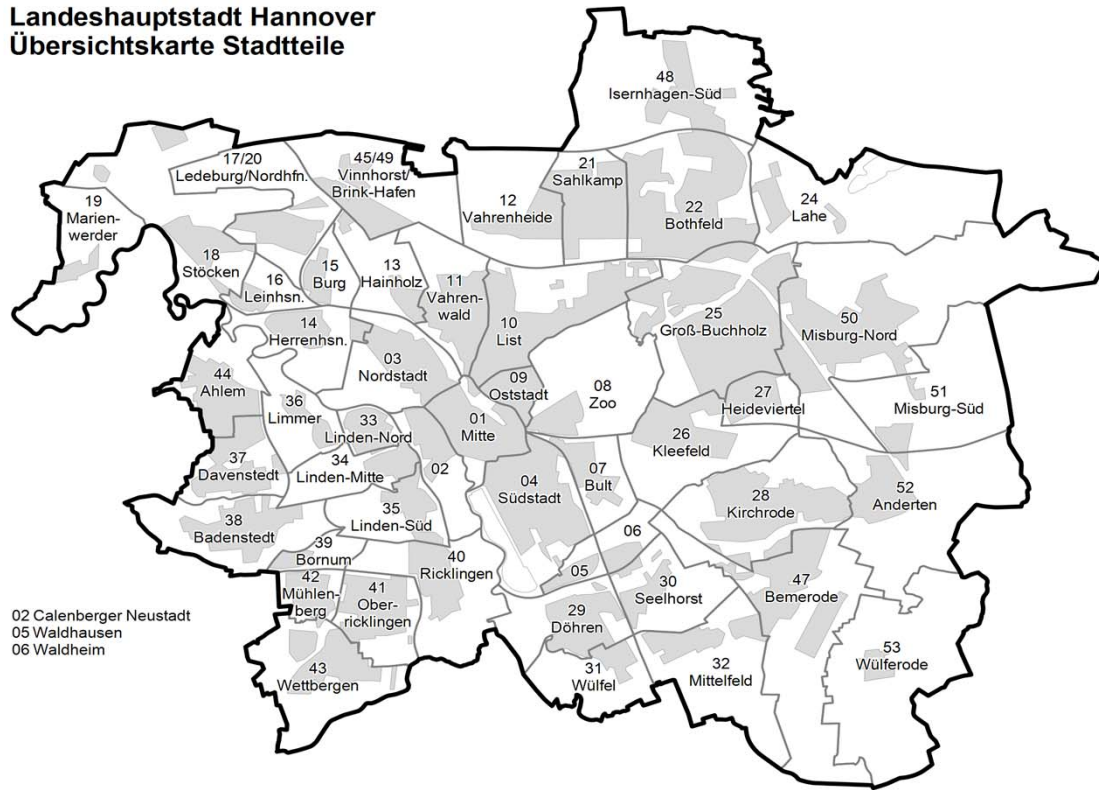 Landeshauptstadt Hannover
Übersichtskarte Stadtteile
48
Isernhagen-Süd
17/20
Ledeburg/Nordhfn.
45/49
Vinnhorst/
Brink-Hafen
21
Sahlkamp
12
Vahrenheide
22
Bothfeld
24
Lahe
19
Marien-
werder
18
Stöcken
16
Leinhsn.
15
Burg
13
Hainholz
11
Vahren-
wald
10
List
25
Groß-Buchholz
50
Misburg-Nord
14
Herrenhsn.
03
Nordstadt
09
Oststadt
08
Zoo
27
Heideviertel
51
Misburg-Süd
44
Ahlem
36
Limmer
33
Linden-Nord
01
Mitte
26
Kleefeld
37
Davenstedt
34
Linden-Mitte
02
04
Südstadt
07
Bult
28
Kirchrode
52
Anderten
38
Badenstedt
35
Linden-Süd
06
39
Bornum
40
Ricklingen
05
30
Seelhorst
47
Bemerode
42
Mühlen-
berg
41
Ober-
ricklingen
29
Döhren
02 Calenberger Neustadt
05 Waldhausen
06 Waldheim
43
Wettbergen
31
Wülfel
32
Mittelfeld
53
Wülferode